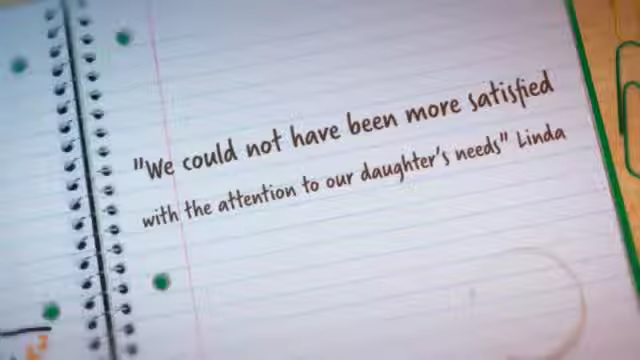 "We could not have been more satisfied
with the attention to our daughter's needs" Linda